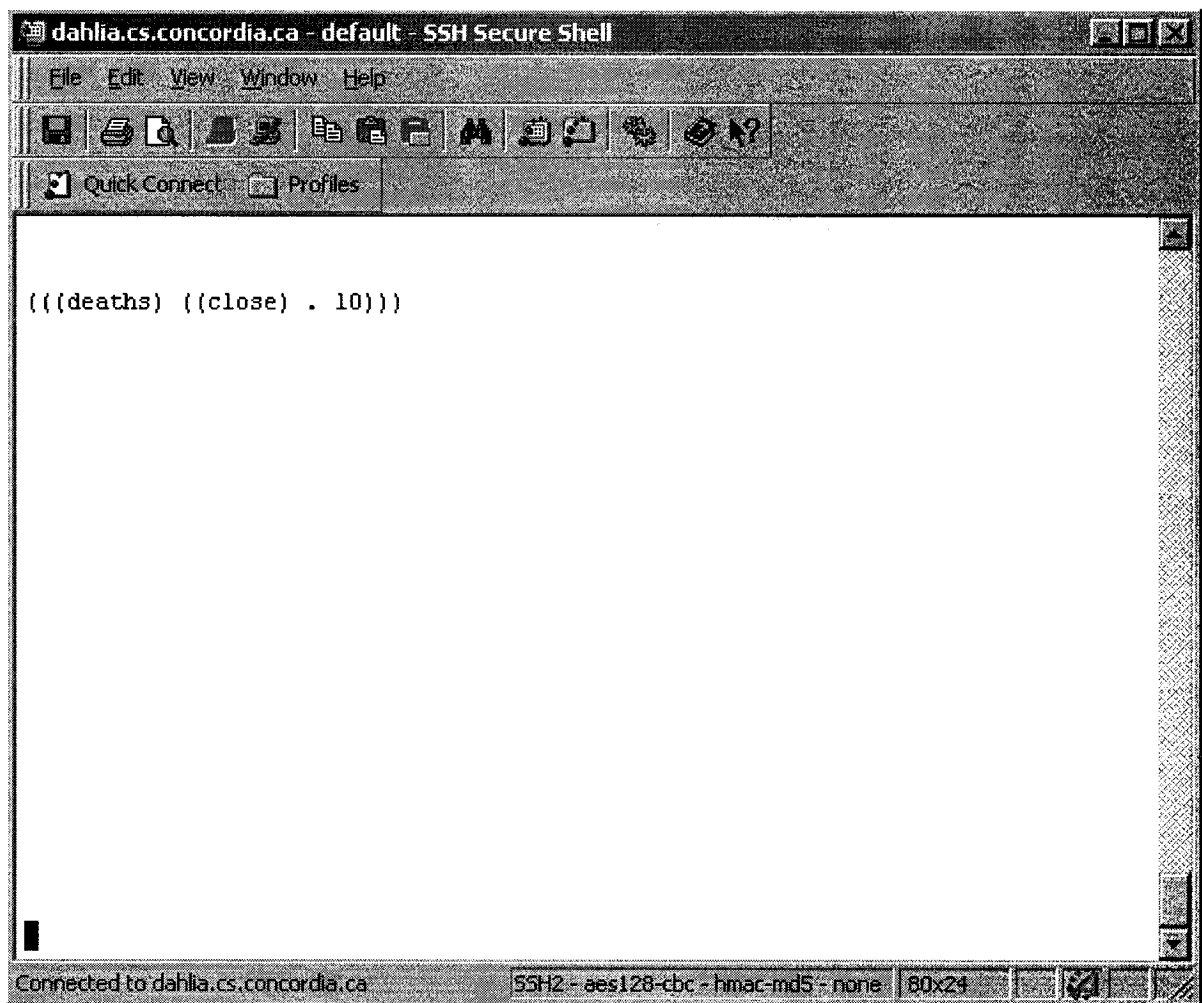 dahlia.cs.concordia.ca - default - SSH Secure Shell
File Edit View Window Help
Quick Connect Profiles
(((deaths) ((close) . 10)))
Connected to dahlia.cs.concordia.ca SSH2 - aes128-cbc - hmac-md5 - none 80x24